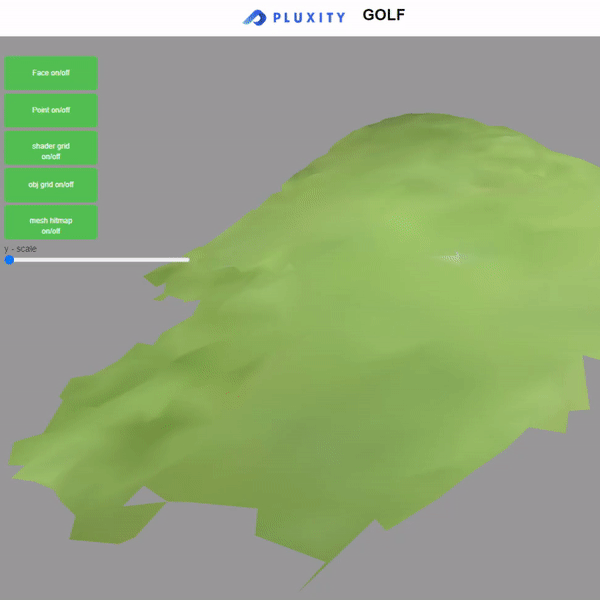 PLUXITY GOLF
Face on/off
Point on/off
shader grid
on/off
obj grid on/off
mesh hitmap
on/off
y - scale